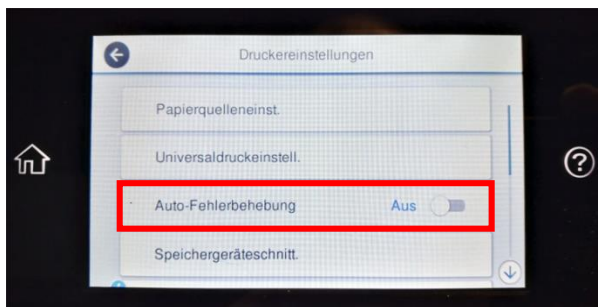 Druckereinstellungen
Papierquelleneinst.
Universaldruckeinstell.
Auto-Fehlerbehebung Aus
Speichergeräteschnitt.
?